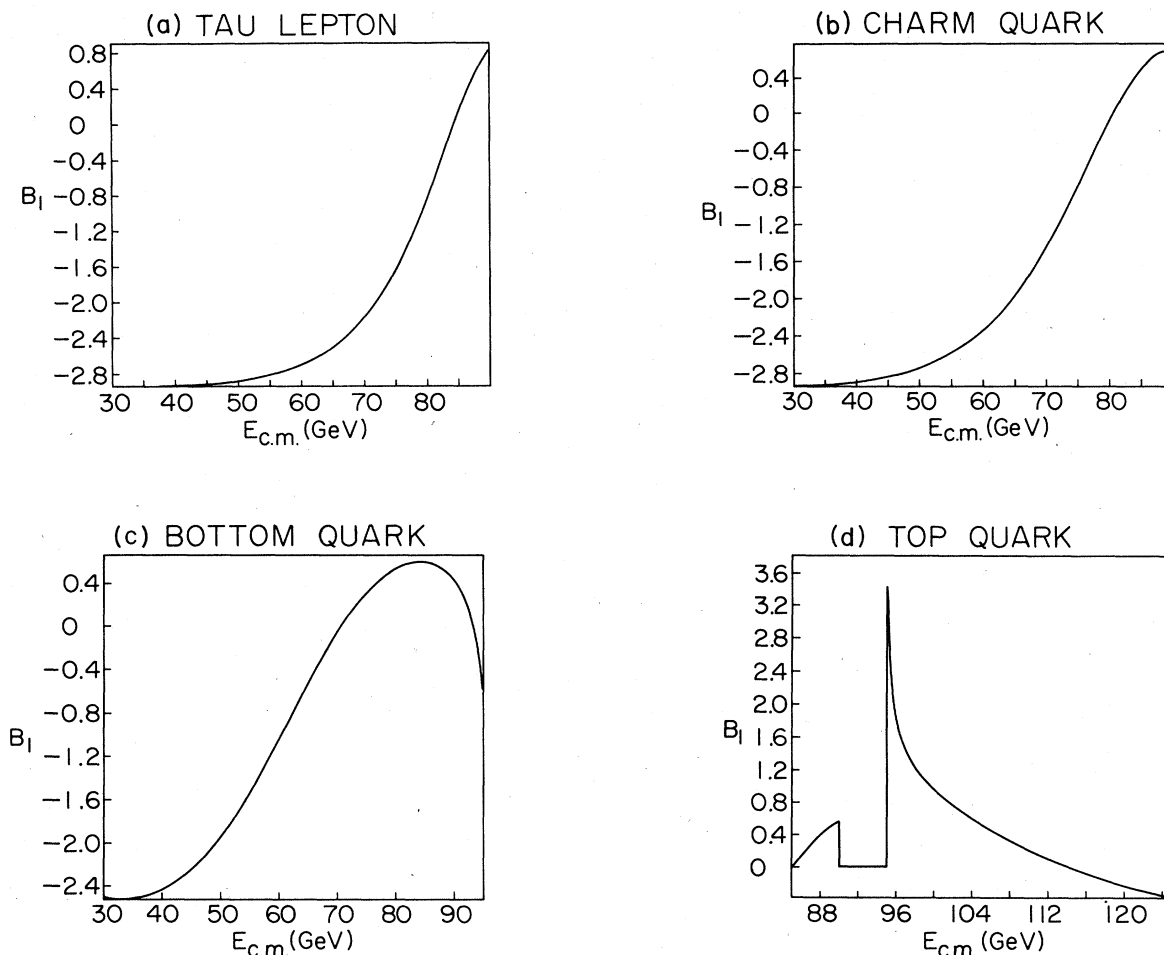 (a) TAU LEPTON
0.8
0.4
0
−0.4
B₁ −0.8
−1.2
−1.6
−2.0
−2.4
−2.8
30 40 50 60 70 80
E_c.m. (GeV)
(b) CHARM QUARK
0.4
0
−0.4
−0.8
B₁ −1.2
−1.6
−2.0
−2.4
−2.8
30 40 50 60 70 80
E_c.m. (GeV)
(c) BOTTOM QUARK
0.4
0
−0.4
−0.8
B₁ −1.2
−1.6
−2.0
−2.4
30 40 50 60 70 80 90
E_c.m. (GeV)
(d) TOP QUARK
3.6
3.2
2.8
2.4
2.0
B₁ 1.6
1.2
0.8
0.4
0
88 96 104 112 120
E_c.m. (GeV)